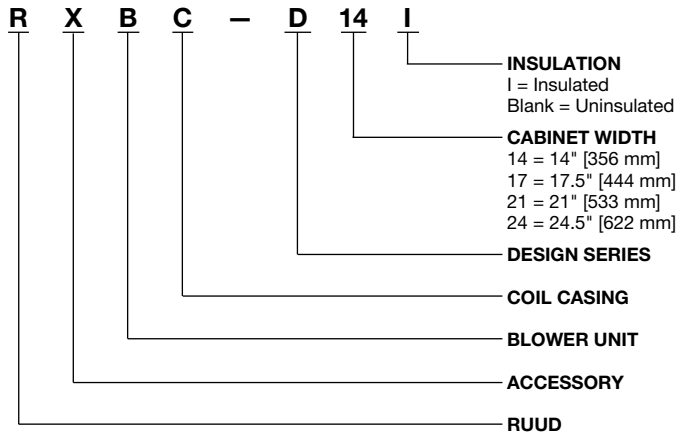 R X B C – D 14 I
INSULATION
I = Insulated
Blank = Uninsulated
CABINET WIDTH
14 = 14" [356 mm]
17 = 17.5" [444 mm]
21 = 21" [533 mm]
24 = 24.5" [622 mm]
DESIGN SERIES
COIL CASING
BLOWER UNIT
ACCESSORY
RUUD